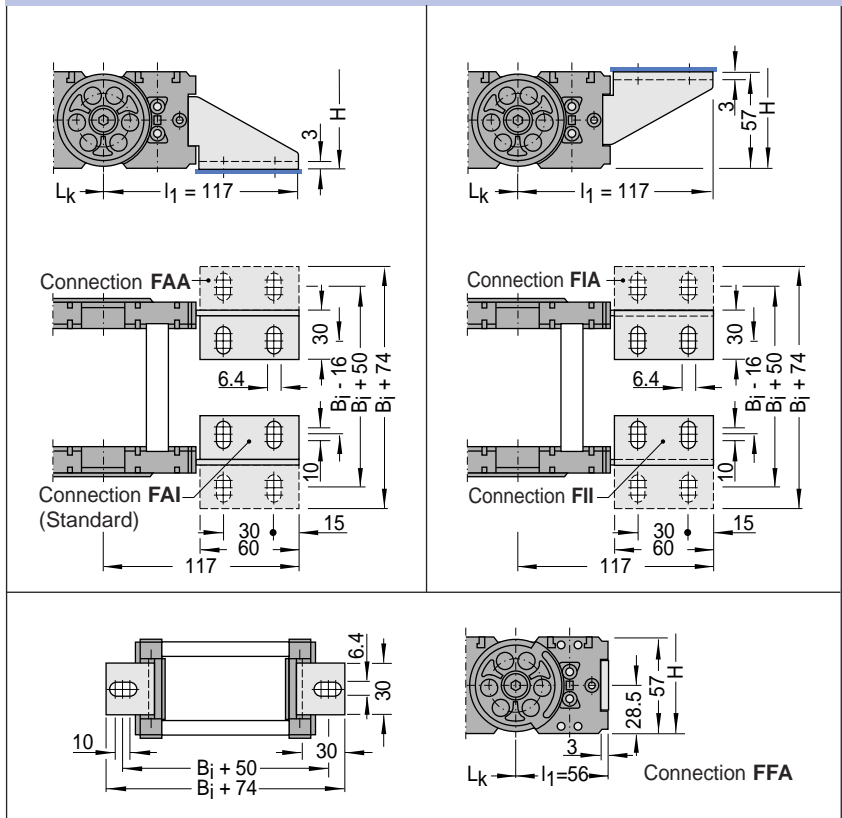 3
H
Lk
l1 = 117
3
57
H
Lk
l1 = 117
Connection FAA
30
6.4
Bi - 16
Bi + 50
Bi + 74
10
Connection FAI
(Standard)
30
15
60
117
Connection FIA
30
6.4
Bi - 16
Bi + 50
Bi + 74
10
Connection FII
30
15
60
117
6.4
30
10
30
Bi + 50
Bi + 74
28.5
57
H
3
Lk
l1=56
Connection FFA